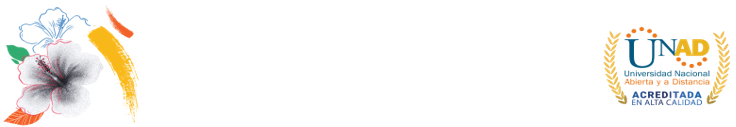 UNAD
Universidad Nacional
Abierta y a Distancia
ACREDITADA
EN ALTA CALIDAD